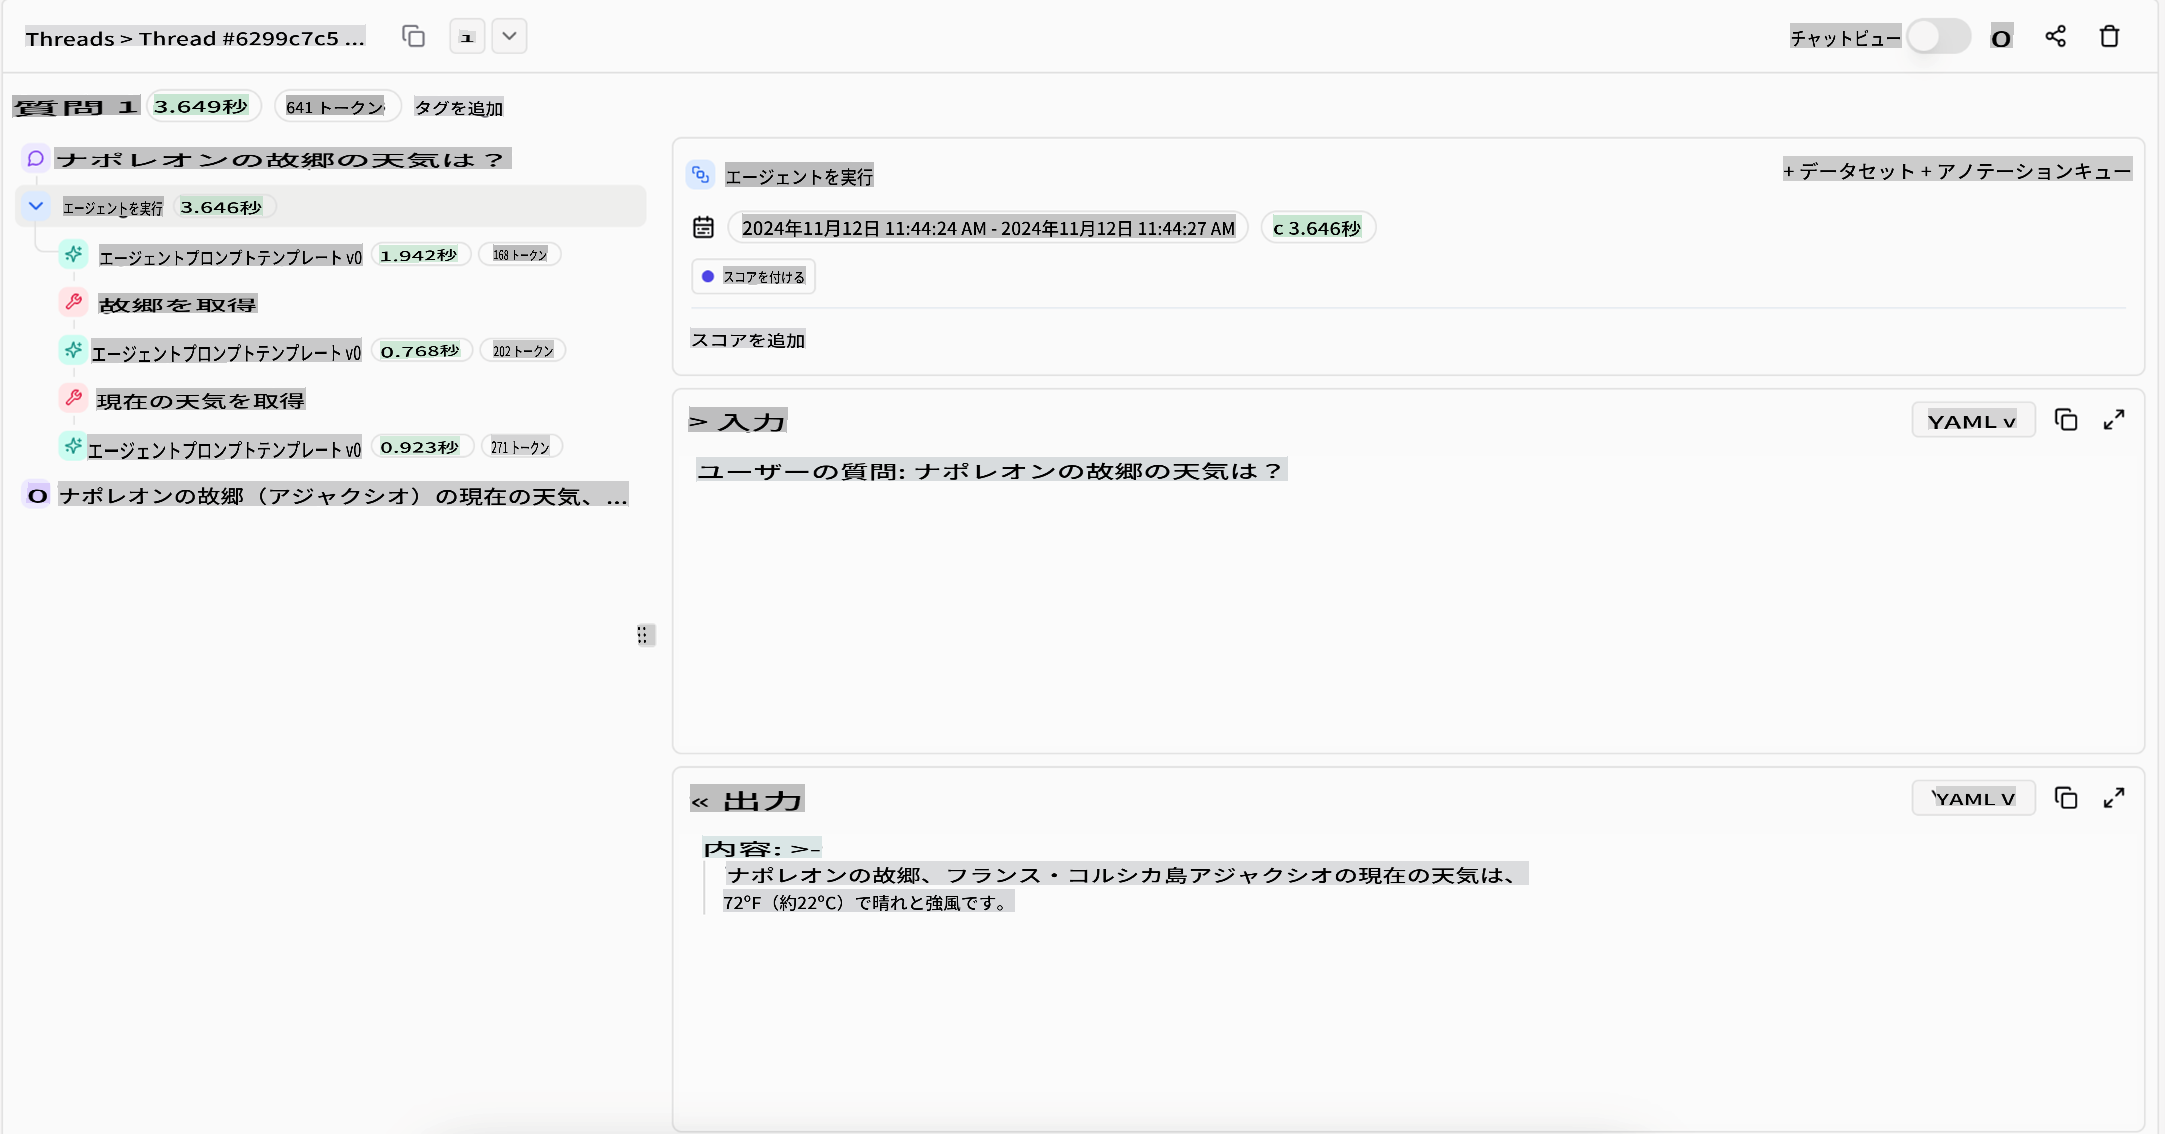 Threads > Thread #6299c7c5 ...
1
チャットビュー
O
質問 1
3.649秒
641 トークン
タグを追加
ナポレオンの故郷の天気は？
エージェントを実行
3.646秒
エージェントプロンプトテンプレート v0
1.942秒
168 トークン
故郷を取得
エージェントプロンプトテンプレート v0
0.768秒
202 トークン
現在の天気を取得
エージェントプロンプトテンプレート v0
0.923秒
271 トークン
O
ナポレオンの故郷（アジャクシオ）の現在の天気、...
エージェントを実行
+ データセット + アノテーションキュー
2024年11月12日 11:44:24 AM - 2024年11月12日 11:44:27 AM
c 3.646秒
スコアを付ける
スコアを追加
> 入力
YAML v
ユーザーの質問: ナポレオンの故郷の天気は？
« 出力
YAML V
内容: >-
ナポレオンの故郷、フランス・コルシカ島アジャクシオの現在の天気は、
72°F（約22°C）で晴れと強風です。